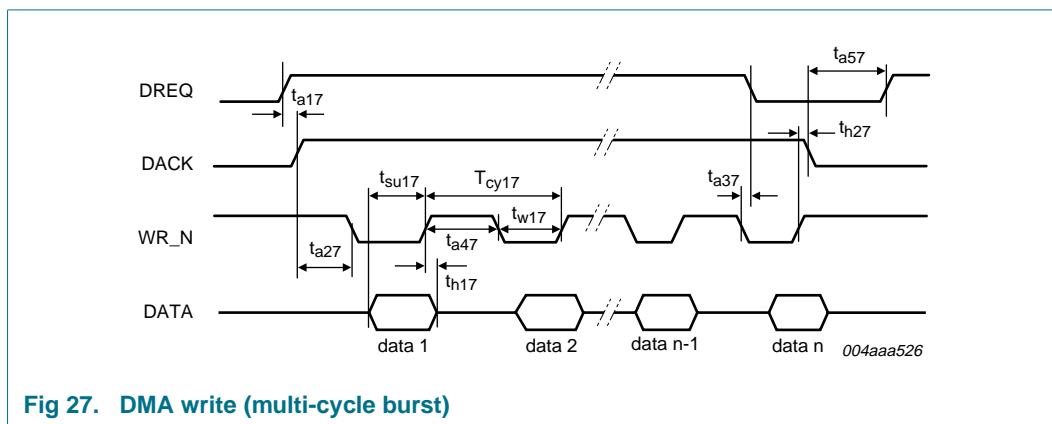 DREQ
t_a17
t_a57
t_h27
DACK
t_su17
T_cy17
t_a37
t_w17
WR_N
t_a47
t_a27
t_h17
DATA
data 1
data 2
data n-1
data n
004aaa526
Fig 27. DMA write (multi-cycle burst)